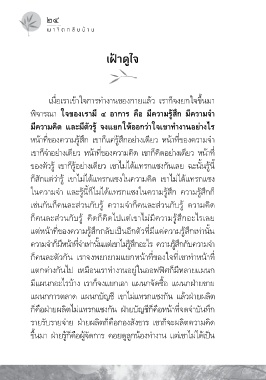 ๒๔
พาจิตกลับบ้าน
เฝ้าดูใจ
เมื่อเราเข้าใจการทำงานของกายแล้ว เราก็จงยกใจขึ้นมา
พิจารณา ใจของเรามี ๔ อาการ คือ มีความรู้สึก มีความจำ
มีความคิด และมีตัวรู้ จงแยกให้ออกว่าใจเขาทำงานอย่างไร
หน้าที่ของความรู้สึก เขาก็แค่รู้สึกอย่างเดียว หน้าที่ของความจำ
เขาก็จำอย่างเดียว หน้าที่ของความคิด เขาก็คิดอย่างเดียว หน้าที่
ของตัวรู้ เขาก็รู้อย่างเดียว เขาไม่ได้แทรกแซงกันเลย ฉะนั้นรู้นี้
ก็สักแต่ว่ารู้ เขาไม่ได้แทรกแซงในความคิด เขาไม่ได้แทรกแซง
ในความจำ และรู้นี้ก็ไม่ได้แทรกแซงในความรู้สึก ความรู้สึกก็
เช่นกันก็คนละส่วนกับรู้ ความจำก็คนละส่วนกับรู้ ความคิด
ก็คนละส่วนกับรู้ คิดก็คิดไปแต่เขาไม่มีความรู้สึกอะไรเลย
แต่หน้าที่ของความรู้สึกกลับเป็นอีกตัวที่มีแค่ความรู้สึกเท่านั้น
ความจำก็มีหน้าที่จำเท่านั้นแต่เขาไม่รู้สึกอะไร ความรู้สึกกับความจำ
ก็คนละตัวกัน เราจงพยายามแยกหน้าที่ของใจที่เขาทำหน้าที่
แตกต่างกันไป เหมือนเราทำงานอยู่ในออฟฟิศก็มีหลายแผนก
มีแผนกอะไรบ้าง เราก็จงแยกเอา แผนกจัดซื้อ แผนกฝ่ายขาย
แผนกการตลาด แผนกบัญชี เขาไม่แทรกแซงกัน แล้วฝ่ายผลิต
ก็คือฝ่ายผลิตไม่แทรกแซงกัน ฝ่ายบัญชีก็คือหน้าที่จดจำบันทึก
รายรับรายจ่าย ฝ่ายผลิตก็คือกองสังขาร เขาก็จะผลิตความคิด
ขึ้นมา ฝ่ายรู้ก็คือผู้จัดการ คอยดูลูกน้องทำงาน แต่เขาไม่ได้เป็น